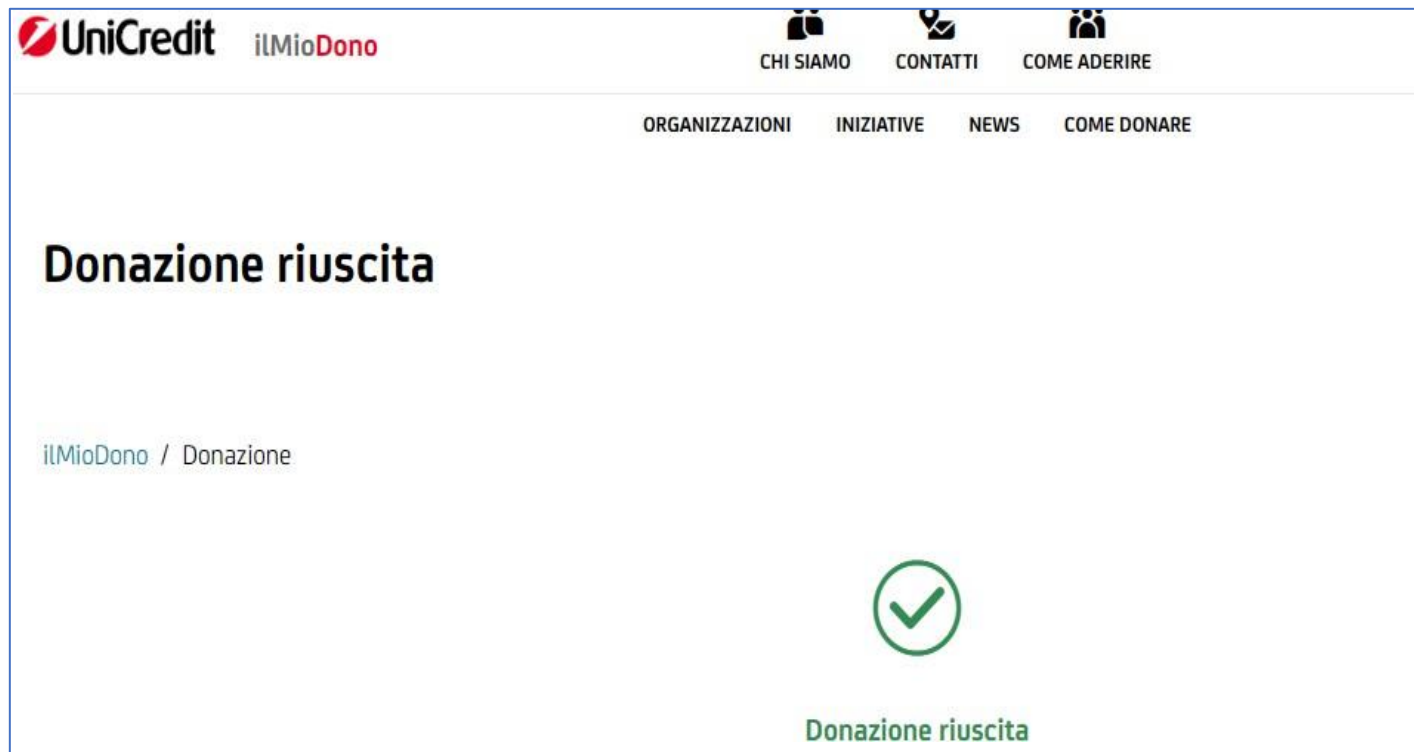 UniCredit ilMioDono
CHI SIAMO CONTATTI COME ADERIRE
ORGANIZZAZIONI INIZIATIVE NEWS COME DONARE
Donazione riuscita
ilMioDono / Donazione
Donazione riuscita